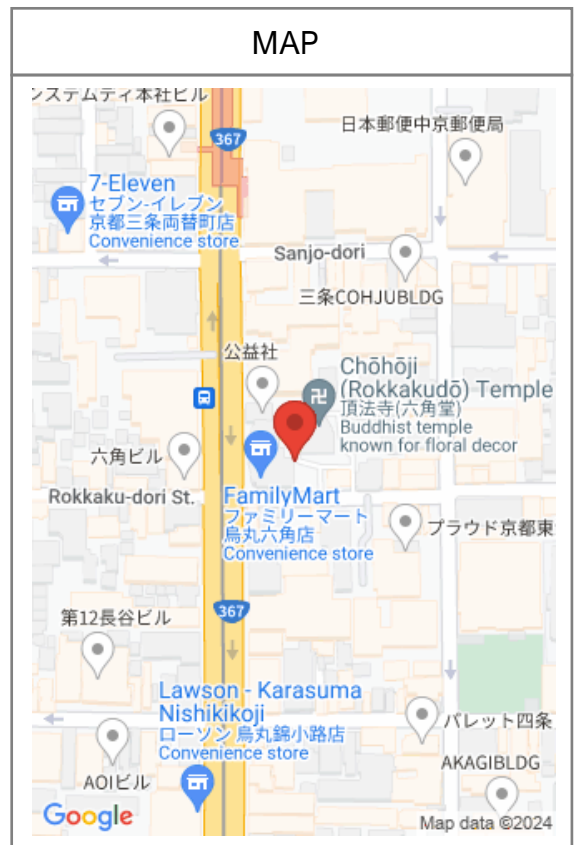 MAP
ンステムティ本社ビル
367
日本郵便中京郵便局
7-Eleven
セブン-イレブン
京都三条両替町店
Convenience store
Sanjo-dori
三条COHJUBLDG
公益社
Chōhōji
(Rokkakudō) Temple
頂法寺(六角堂)
Buddhist temple
known for floral decor
六角ビル
Rokkaku-dori St.
FamilyMart
ファミリーマート
烏丸六角店
Convenience store
プラウド京都東
367
第12長谷ビル
Lawson - Karasuma
Nishikikoji
ローソン 烏丸錦小路店
Convenience store
パレット四条
AOIビル
AKAGIBLDG
Google
Map data ©2024